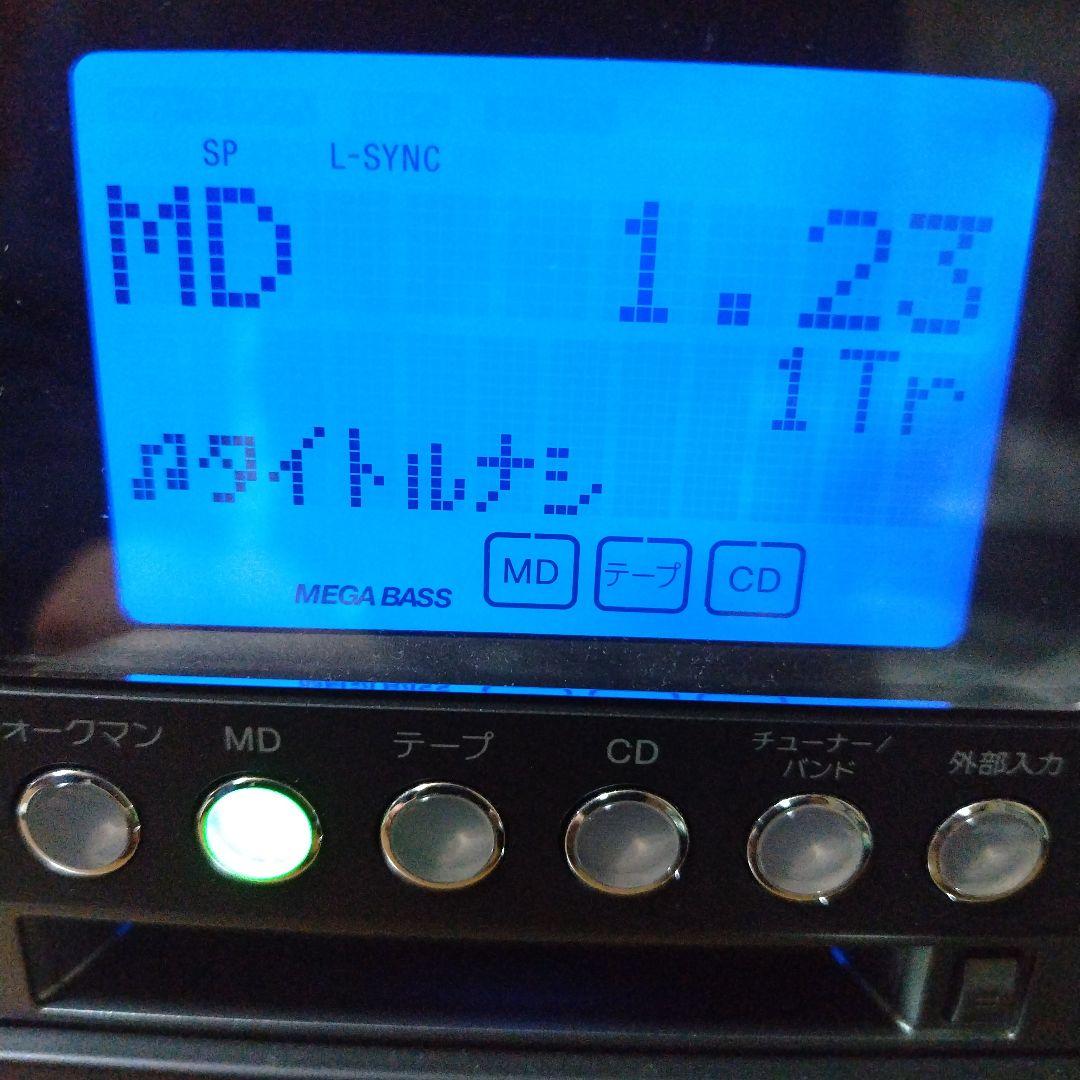 SP L-SYNC
MD 1.23
1Tr
♫タイトルナシ
MEGA BASS MD テープ CD
オークマン MD テープ CD チューナー/バンド 外部入力